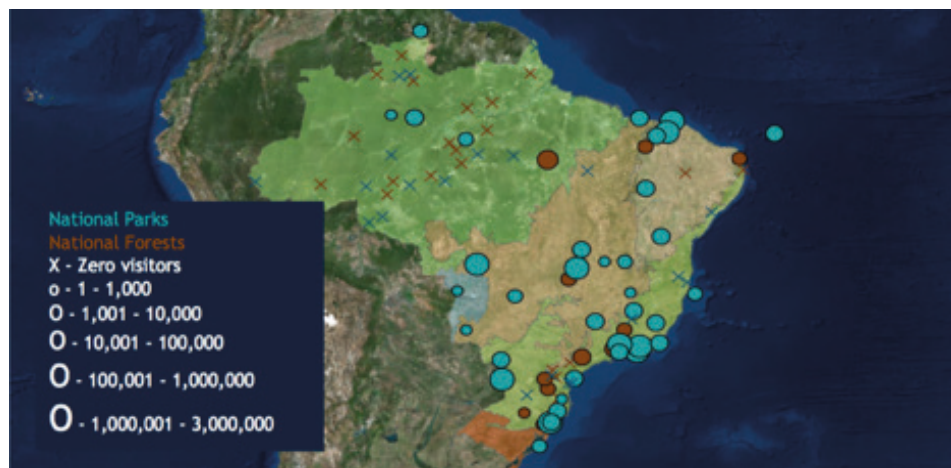 National Parks
National Forests
X - Zero visitors
o - 1 - 1,000
O - 1,001 - 10,000
O - 10,001 - 100,000
O - 100,001 - 1,000,000
O - 1,000,001 - 3,000,000